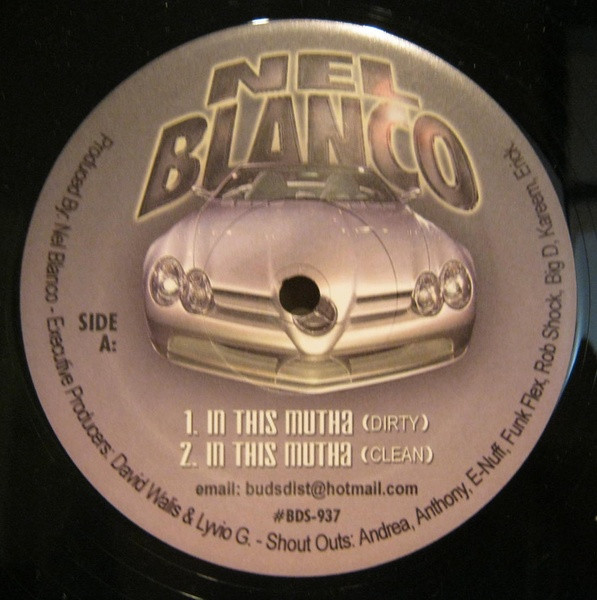 NEL
BLANCO
SIDE
A:
1. IN THIS MUTHA (DIRTY)
2. IN THIS MUTHA (CLEAN)
email: budsdist@hotmail.com
#BDS-937
Produced By: Nel Blanco - Executive Producers: David Walls & Lyvio G. - Shout Outs: Andrea, Anthony, E-Nuff, Funk Flex, Rob Shock, Big D, Kareem, Erick.